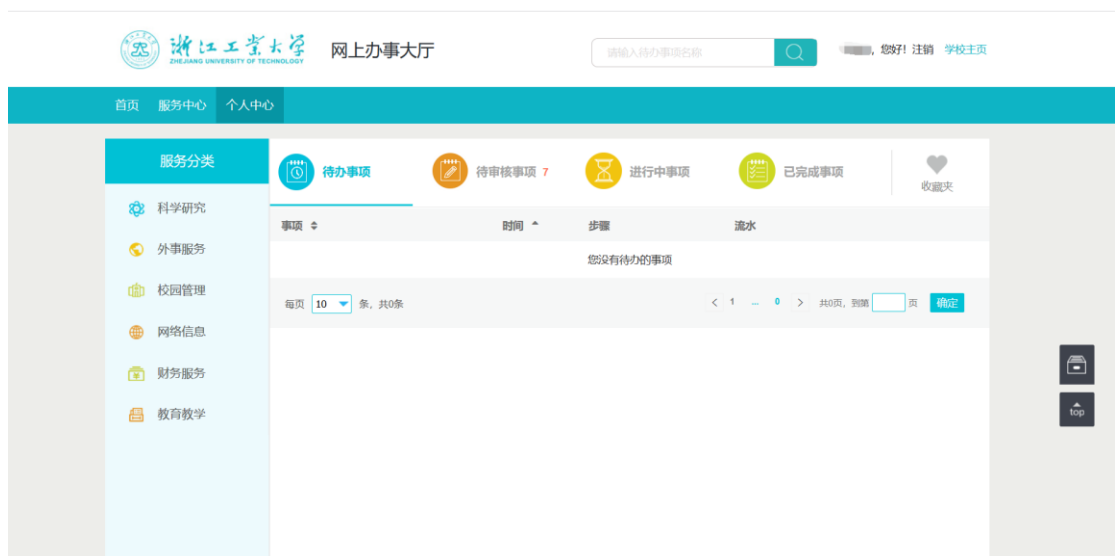 浙江工业大学
ZHEJIANG UNIVERSITY OF TECHNOLOGY
网上办事大厅
请输入待办事项名称
, 您好! 注销 学校主页
首页 服务中心 个人中心
服务分类
科学研究
外事服务
校园管理
网络信息
财务服务
教育教学
待办事项 待审核事项 7 进行中事项 已完成事项 收藏夹
事项 时间 步骤 流水
您没有待办的事项
每页 10 条, 共0条 < 1 ... 0 > 共0页, 到第 页 确定
top